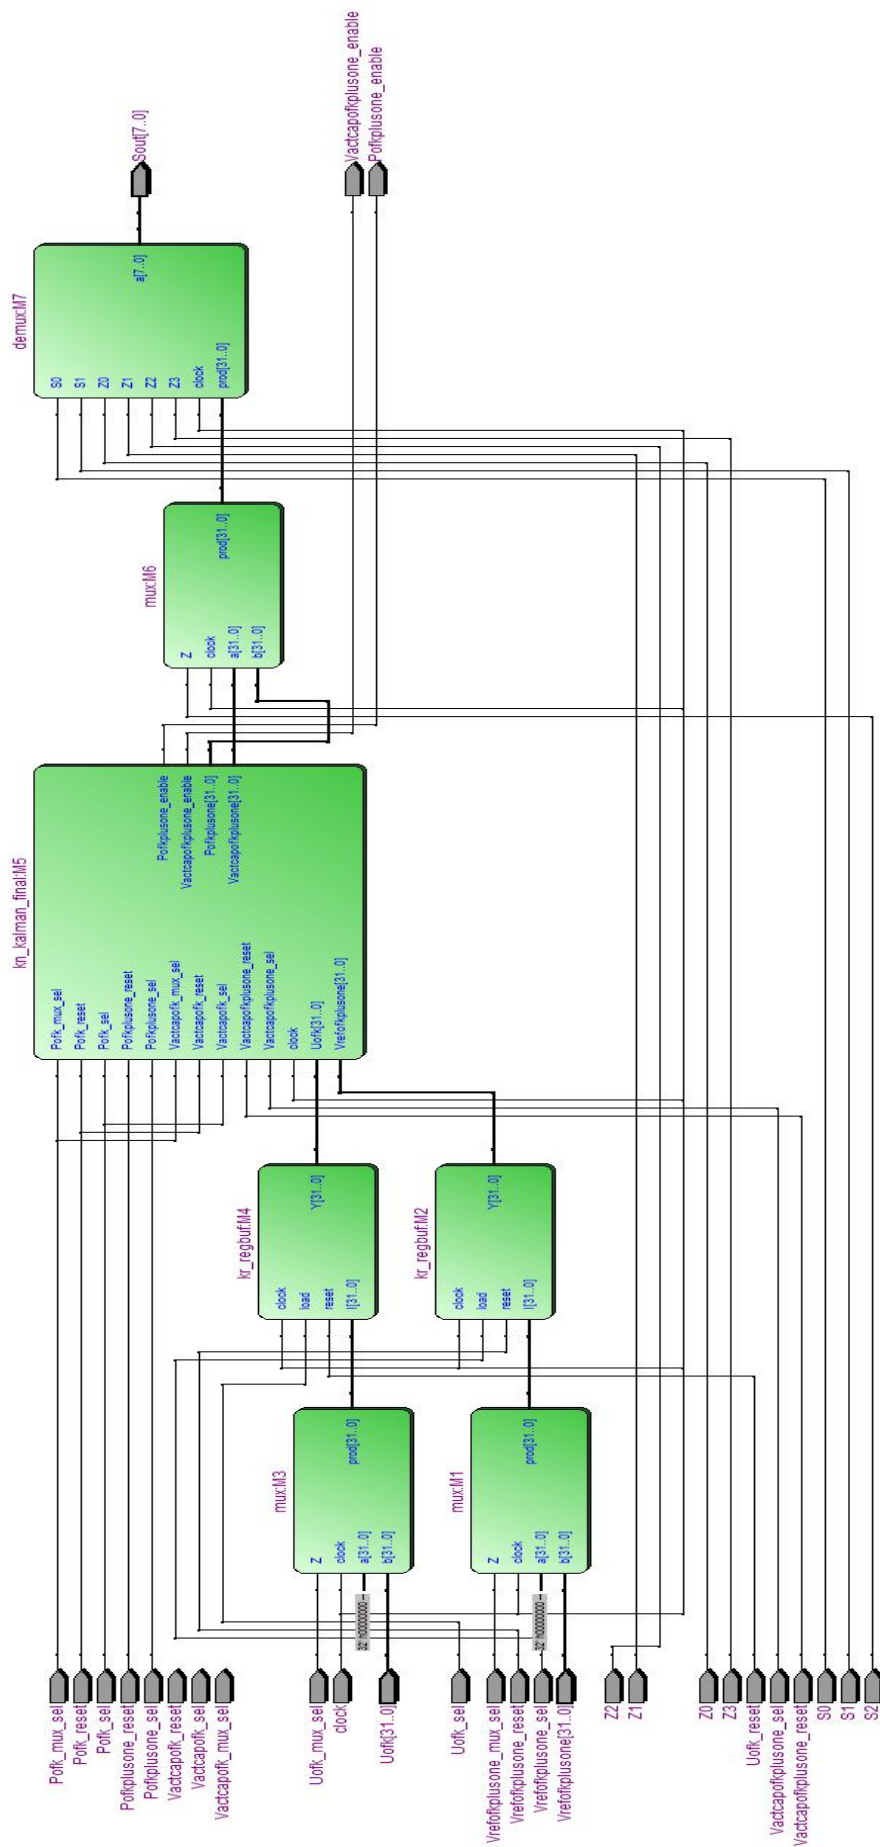 Pofk_mux_sel
Pofk_reset
Pofk_sel
Pofkplusone_reset
Pofkplusone_sel
Vactcapofk_reset
Vactcapofk_sel
Vactcapofk_mux_sel
Uofk_mux_sel
clock
Uofk[31..0]
Uofk_sel
Vrefofkplusone_mux_sel
Vrefofkplusone_reset
Vrefofkplusone_sel
Vrefofkplusone[31..0]
Z2
Z1
Z0
Z3
Uofk_reset
Vactcapofkplusone_sel
Vactcapofkplusone_reset
S0
S1
S2
32' h00000000 --
32' h00000000 --
mux:M3
Z
clock
a[31..0]
b[31..0]
prod[31..0]
mux:M1
Z
clock
a[31..0]
b[31..0]
prod[31..0]
kr_regbuf:M4
clock
load
reset
I[31..0]
Y[31..0]
kr_regbuf:M2
clock
load
reset
I[31..0]
Y[31..0]
kn_kalman_final:M5
Pofk_mux_sel
Pofk_reset
Pofk_sel
Pofkplusone_reset
Pofkplusone_sel
Vactcapofk_mux_sel
Vactcapofk_reset
Vactcapofk_sel
Vactcapofkplusone_reset
Vactcapofkplusone_sel
clock
Uofk[31..0]
Vrefofkplusone[31..0]
Pofkplusone_enable
Vactcapofkplusone_enable
Pofkplusone[31..0]
Vactcapofkplusone[31..0]
mux:M6
Z
clock
a[31..0]
b[31..0]
prod[31..0]
demux:M7
S0
S1
Z0
Z1
Z2
Z3
clock
prod[31..0]
a[7..0]
Sout[7..0]
Vactcapofkplusone_enable
Pofkplusone_enable